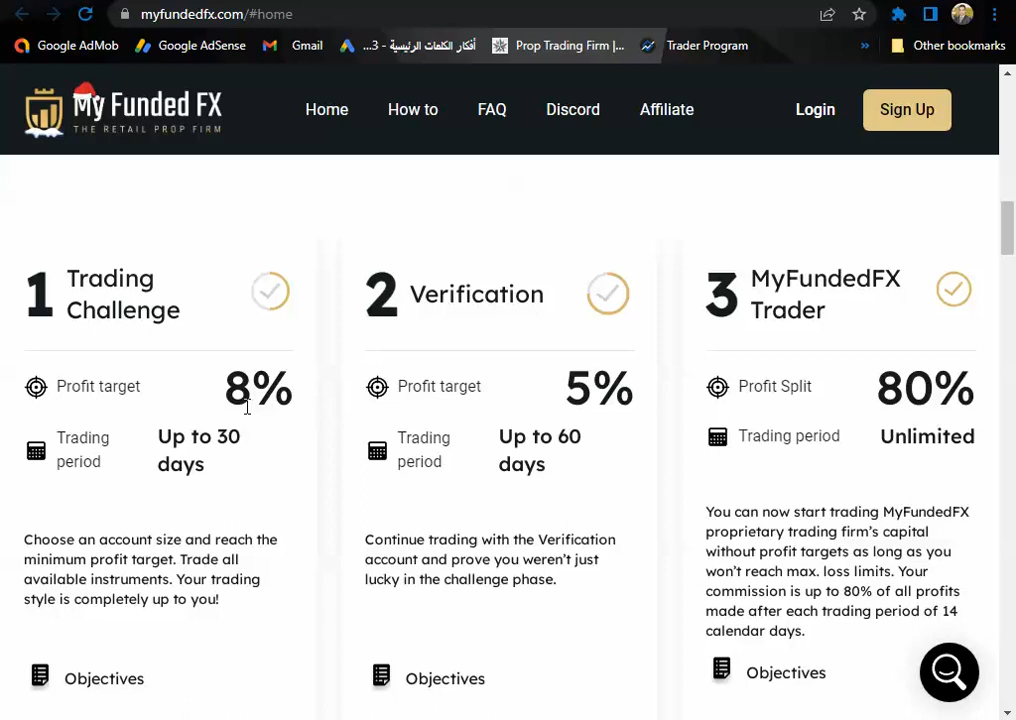 myfundedfx.com/#home
Google AdMob
Google AdSense
Gmail
أفكار الكلمات الرئيسية - 3...
Prop Trading Firm |...
Trader Program
»
Other bookmarks
My Funded FX
THE RETAIL PROP FIRM
Home
How to
FAQ
Discord
Affiliate
Login
Sign Up
1 Trading
Challenge
Profit target 8%
Trading
period
Up to 30
days
Choose an account size and reach the
minimum profit target. Trade all
available instruments. Your trading
style is completely up to you!
Objectives
2 Verification
Profit target 5%
Trading
period
Up to 60
days
Continue trading with the Verification
account and prove you weren't just
lucky in the challenge phase.
Objectives
3 MyFundedFX
Trader
Profit Split 80%
Trading period Unlimited
You can now start trading MyFundedFX
proprietary trading firm's capital
without profit targets as long as you
won't reach max. loss limits. Your
commission is up to 80% of all profits
made after each trading period of 14
calendar days.
Objectives